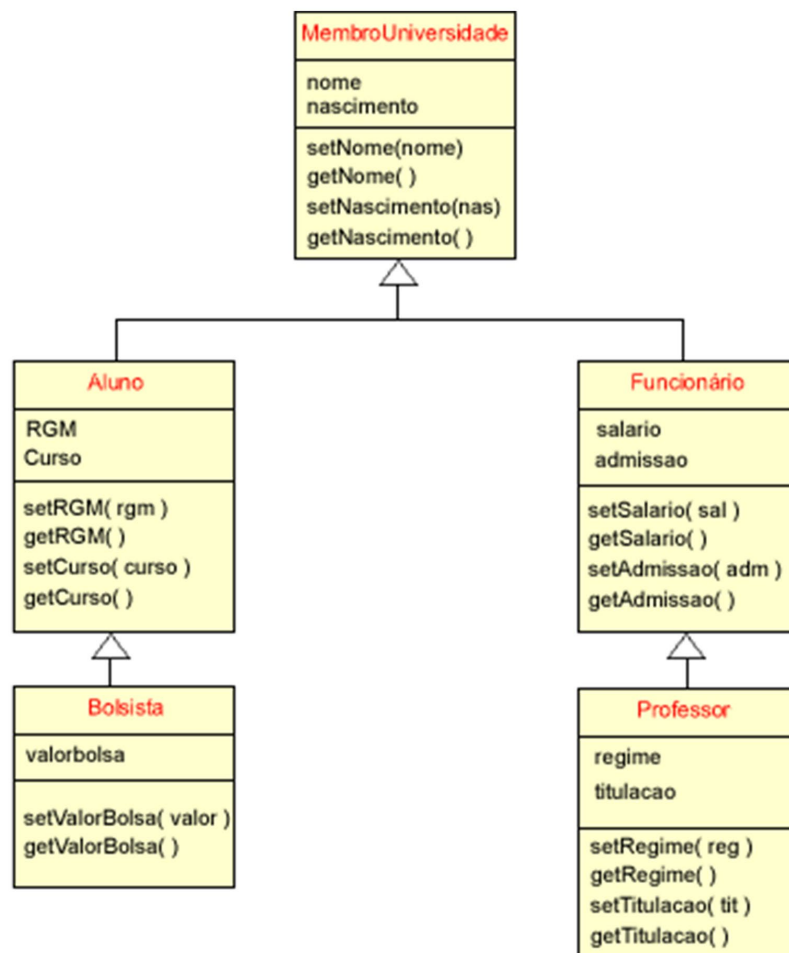 MembroUniversidade
nome
nascimento
setNome(nome)
getNome( )
setNascimento(nas)
getNascimento( )
Aluno
RGM
Curso
setRGM( rgm )
getRGM( )
setCurso( curso )
getCurso( )
Funcionário
salario
admissao
setSalario( sal )
getSalario( )
setAdmissao( adm )
getAdmissao( )
Bolsista
valorbolsa
setValorBolsa( valor )
getValorBolsa( )
Professor
regime
titulacao
setRegime( reg )
getRegime( )
setTitulacao( tit )
getTitulacao( )